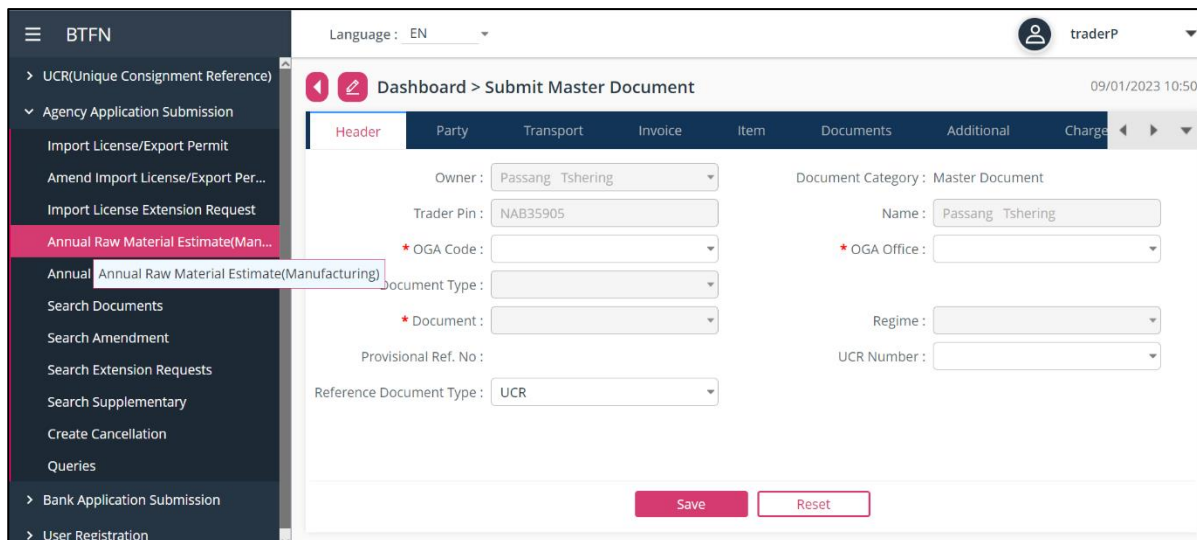 BTFN
Language : EN
traderP
UCR(Unique Consignment Reference)
Agency Application Submission
Import License/Export Permit
Amend Import License/Export Per...
Import License Extension Request
Annual Raw Material Estimate(Man...
Annual
Annual Raw Material Estimate(Manufacturing)
Search Documents
Search Amendment
Search Extension Requests
Search Supplementary
Create Cancellation
Queries
Bank Application Submission
User Registration
Dashboard > Submit Master Document
09/01/2023 10:50
Header Party Transport Invoice Item Documents Additional Charge
Owner : Passang Tshering
Document Category : Master Document
Trader Pin : NAB35905
Name : Passang Tshering
* OGA Code :
* OGA Office :
Document Type :
* Document :
Regime :
Provisional Ref. No :
UCR Number :
Reference Document Type : UCR
Save
Reset